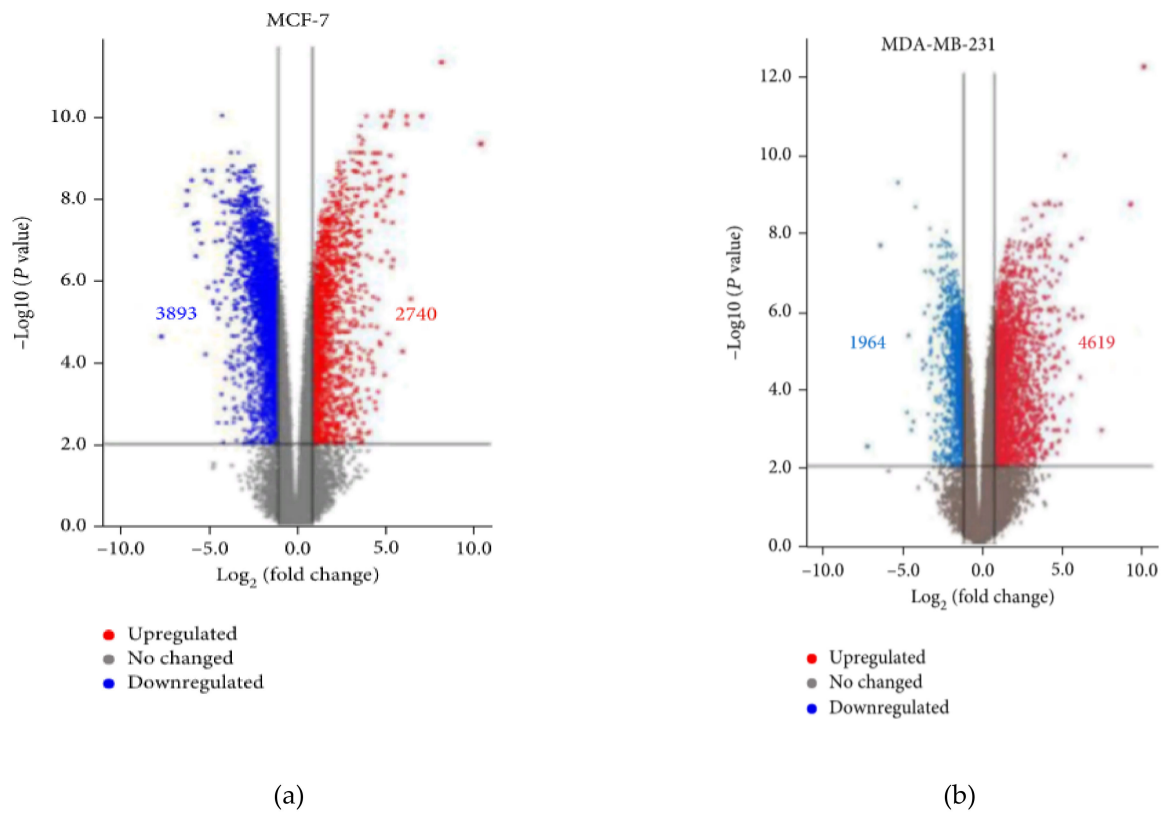 MCF-7
10.0
8.0
6.0
4.0
2.0
0.0
−Log10 (P value)
3893
2740
−10.0 −5.0 0.0 5.0 10.0
Log2 (fold change)
Upregulated
No changed
Downregulated
(a)
MDA-MB-231
12.0
10.0
8.0
6.0
4.0
2.0
0.0
−Log10 (P value)
1964
4619
−10.0 −5.0 0.0 5.0 10.0
Log2 (fold change)
Upregulated
No changed
Downregulated
(b)